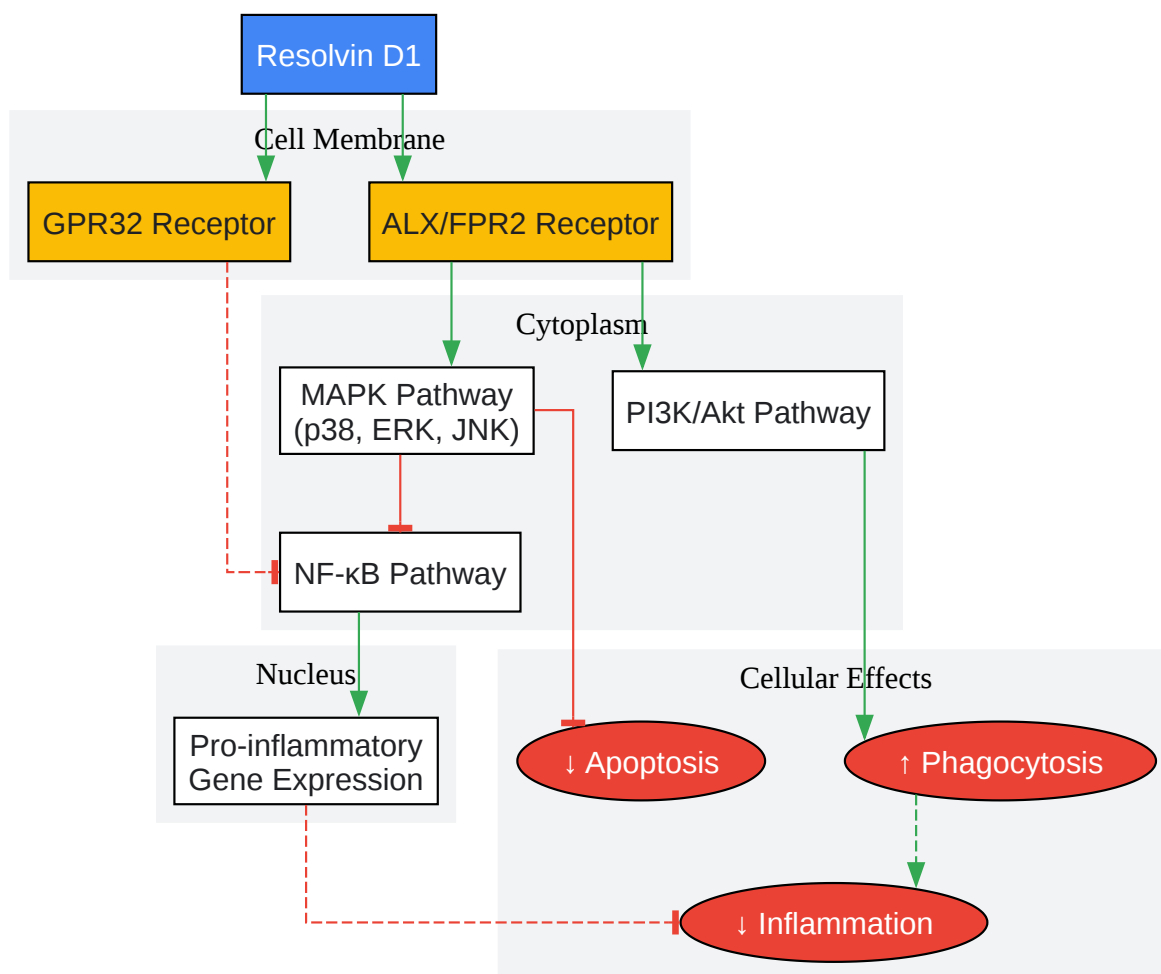 Resolvin D1
Cell Membrane
GPR32 Receptor
ALX/FPR2 Receptor
Cytoplasm
MAPK Pathway
(p38, ERK, JNK)
PI3K/Akt Pathway
NF-κB Pathway
Nucleus
Cellular Effects
Pro-inflammatory
Gene Expression
↓ Apoptosis
↑ Phagocytosis
↓ Inflammation